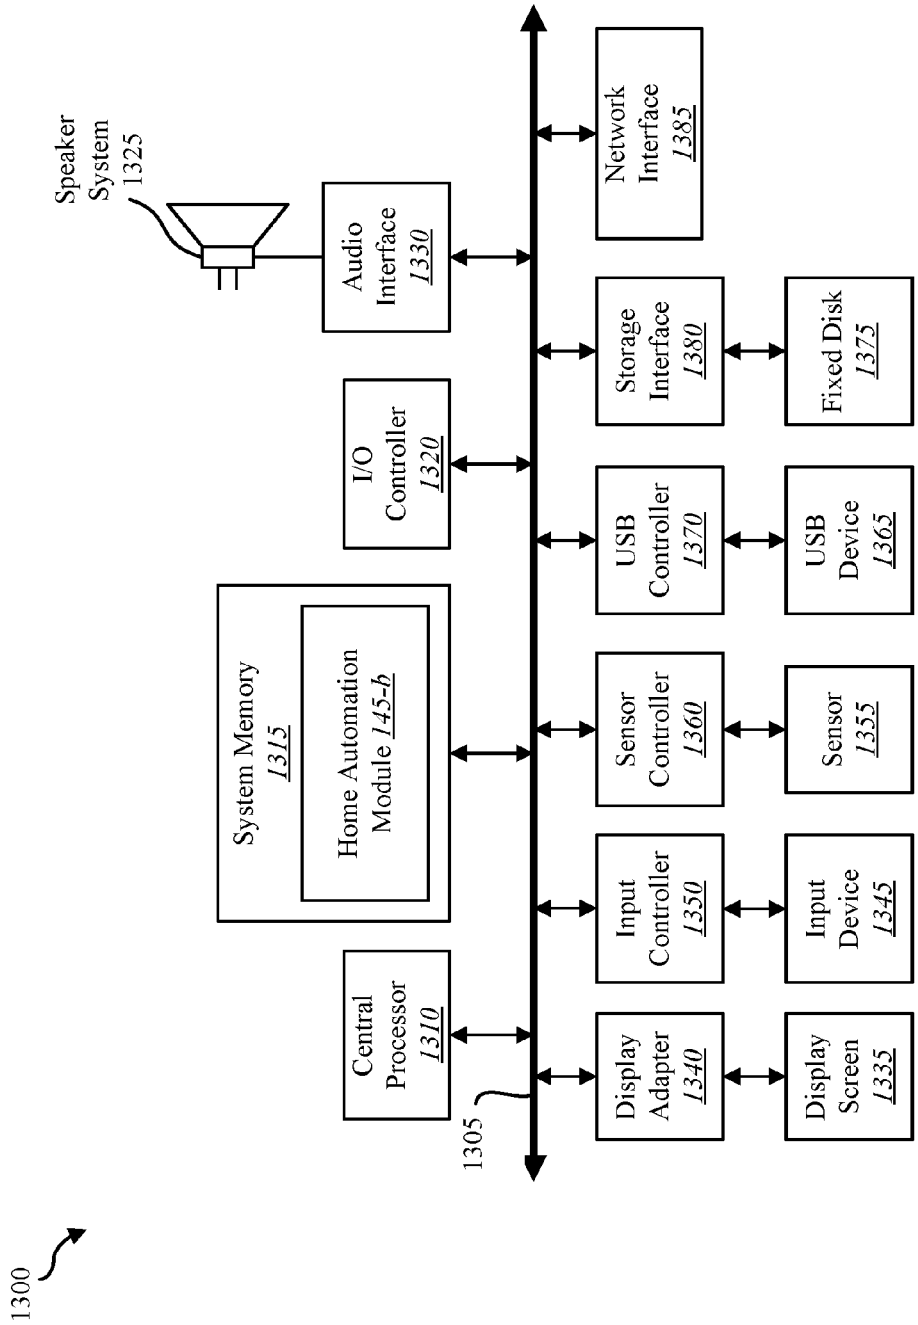 1300
1305
Central
Processor
1310
System Memory
1315
Home Automation
Module 145-b
I/O
Controller
1320
Speaker
System
1325
Audio
Interface
1330
Display
Adapter
1340
Input
Controller
1350
Sensor
Controller
1360
USB
Controller
1370
Storage
Interface
1380
Network
Interface
1385
Display
Screen
1335
Input
Device
1345
Sensor
1355
USB
Device
1365
Fixed Disk
1375